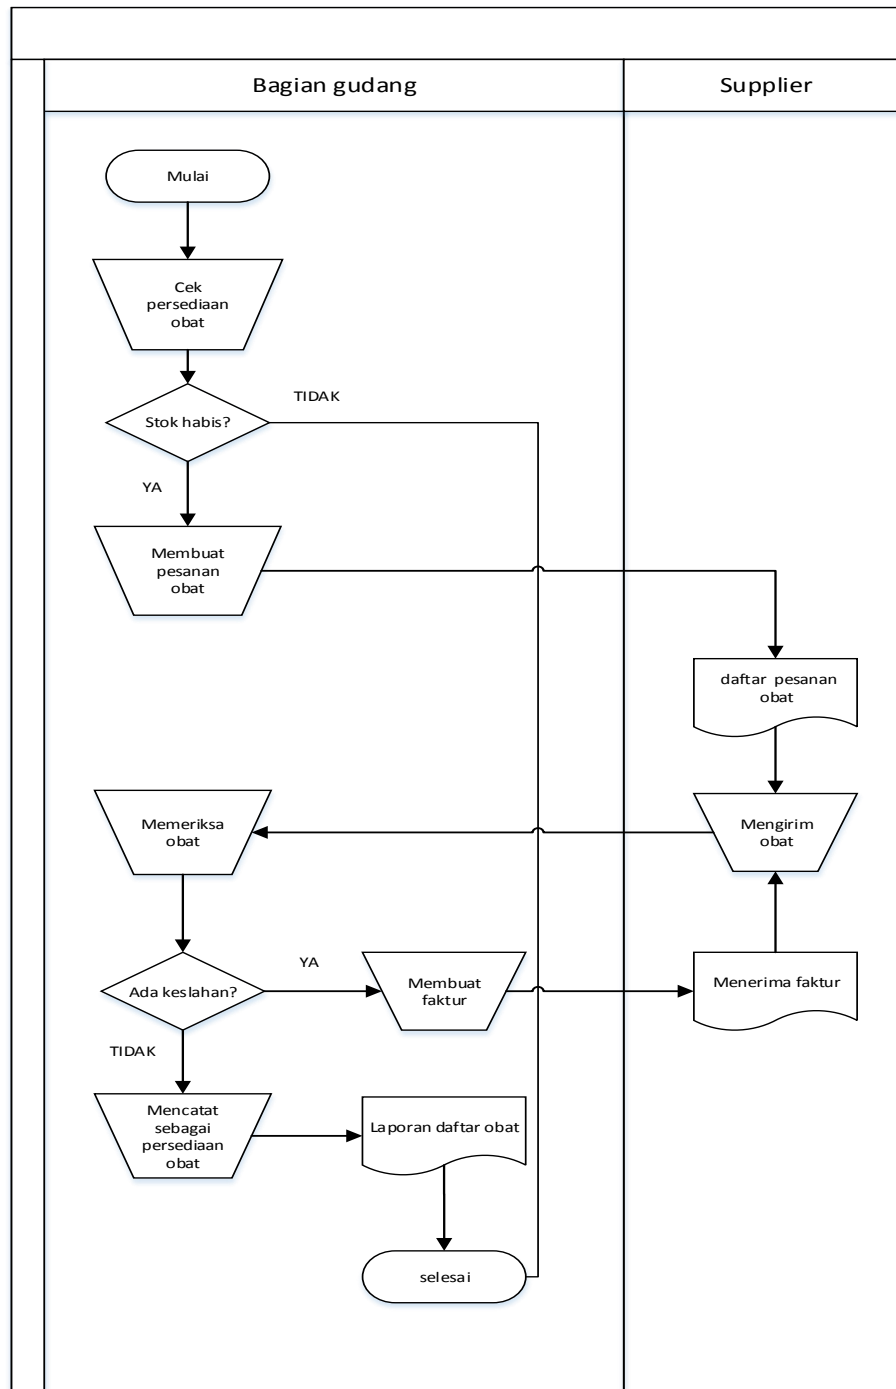 Bagian gudang
Supplier
Mulai
Cek
persediaan
obat
TIDAK
Stok habis?
YA
Membuat
pesanan
obat
daftar pesanan
obat
Memeriksa
obat
Mengirim
obat
YA
Ada keslahan?
Membuat
faktur
Menerima faktur
TIDAK
Mencatat
sebagai
persediaan
obat
Laporan daftar obat
selesai